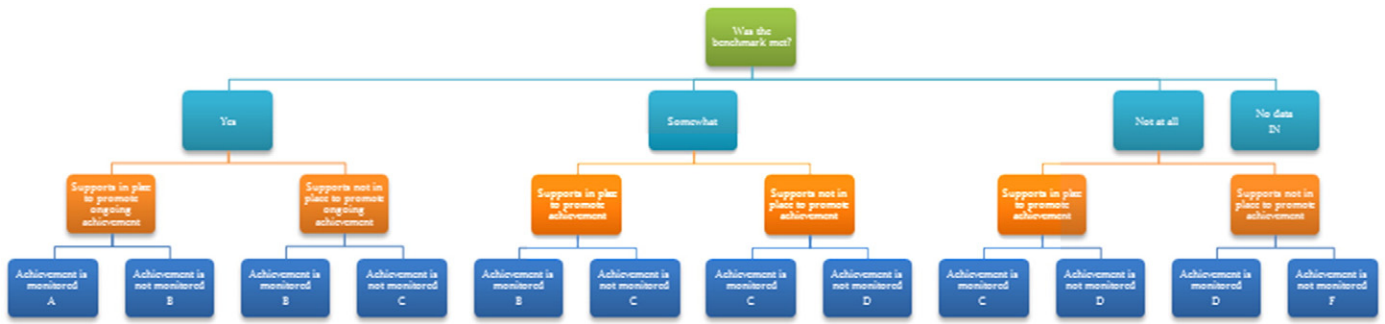 Was the
benchmark met?
Yes
Somewhat
Not at all
No data
IN
Supports in plac
to promote
ongoing
achievement
Supports not in
place to promote
ongoing
achievement
Supports in plac
to promote
achievement
Supports not in
place to promote
achievement
Supports in plac
to promote
achievement
Supports not in
place to promote
achievement
Achievement is
monitored
A
Achievement is
not monitored
B
Achievement is
monitored
B
Achievement is
not monitored
C
Achievement is
monitored
B
Achievement is
not monitored
C
Achievement is
monitored
C
Achievement is
not monitored
D
Achievement is
monitored
C
Achievement is
not monitored
D
Achievement is
monitored
D
Achievement is
not monitored
F